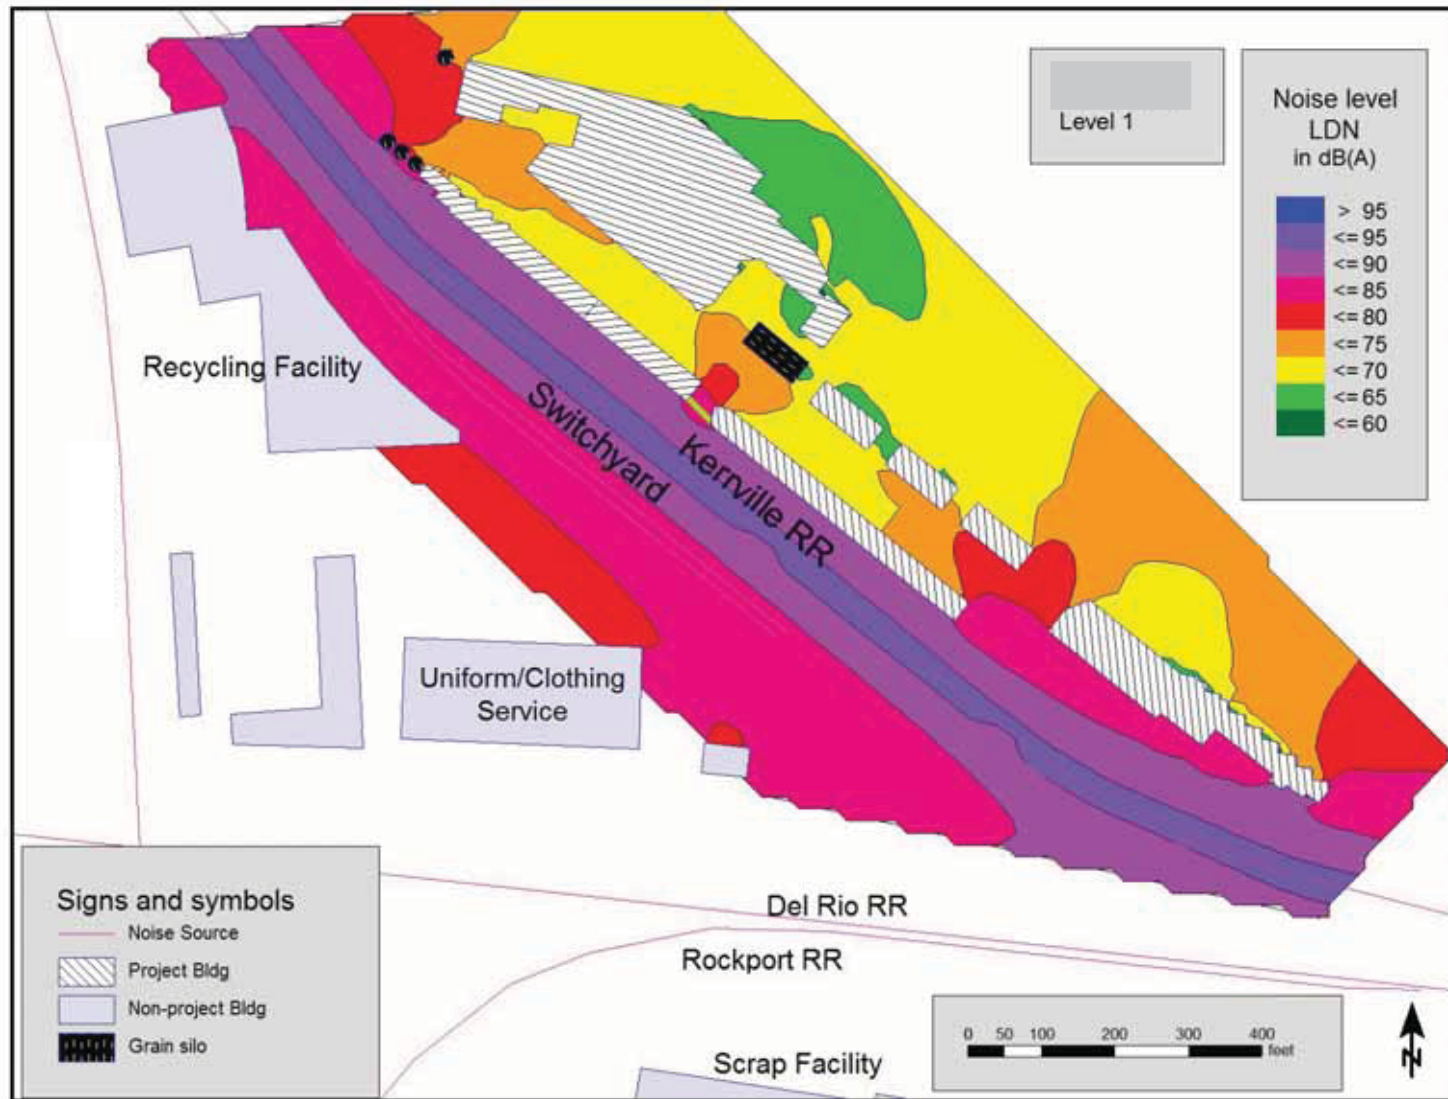 Level 1
Noise level
LDN
in dB(A)
> 95
<= 95
<= 90
<= 85
<= 80
<= 75
<= 70
<= 65
<= 60
Recycling Facility
Switchyard
Kerrville RR
Uniform/Clothing
Service
Del Rio RR
Rockport RR
Scrap Facility
Signs and symbols
Noise Source
Project Bldg
Non-project Bldg
Grain silo
0 50 100 200 300 400
feet
N